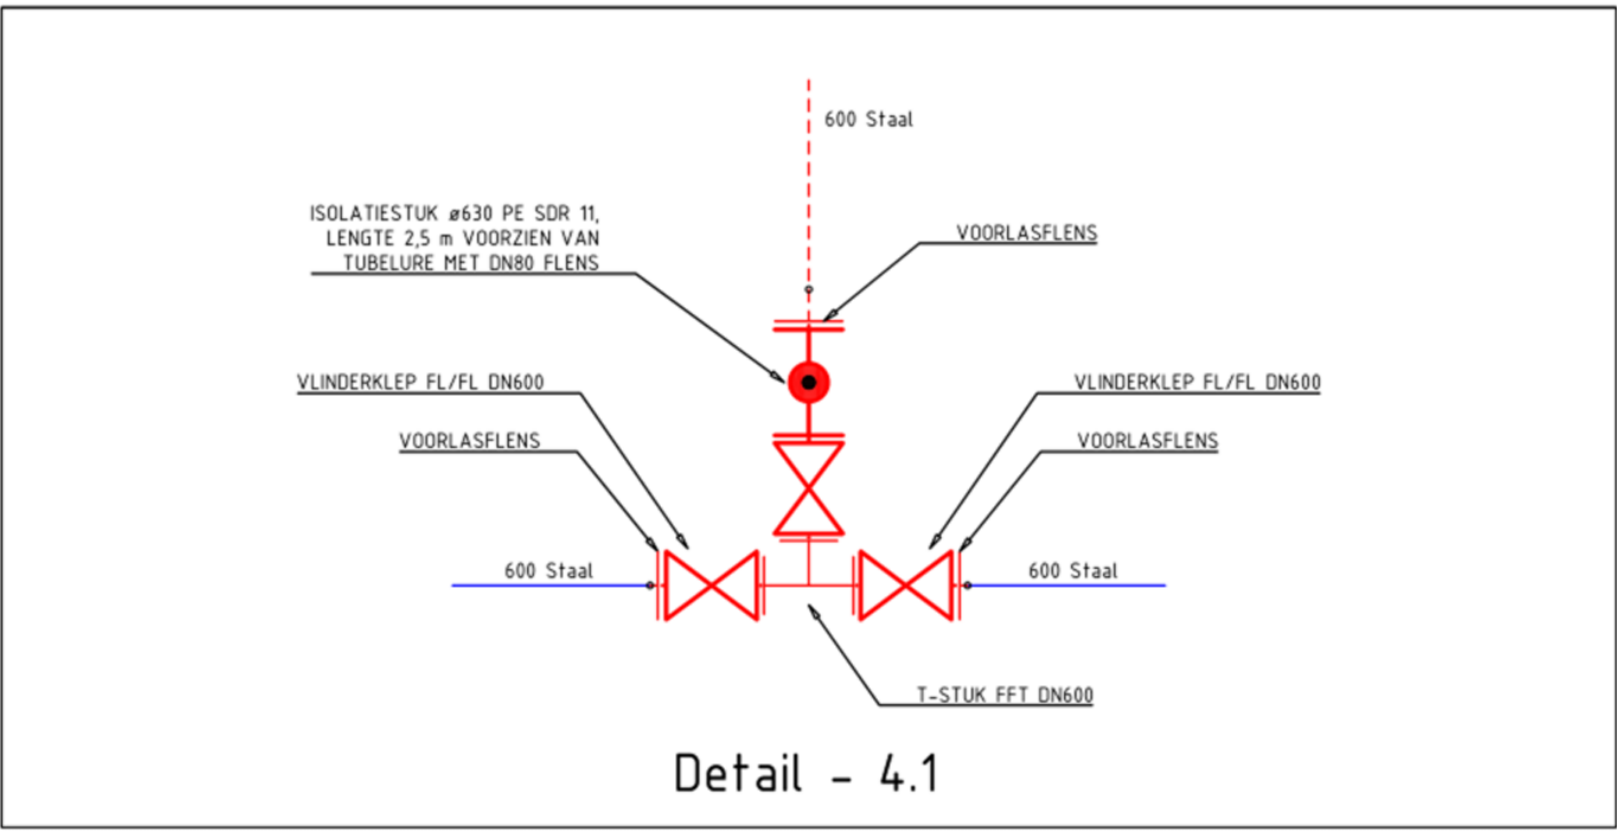 600 Staal
ISOLATIESTUK ø630 PE SDR 11,
LENGTE 2,5 m VOORZIEN VAN
TUBELURE MET DN80 FLENS
VOORLASFLENS
VLINDERKLEP FL/FL DN600
VLINDERKLEP FL/FL DN600
VOORLASFLENS
VOORLASFLENS
600 Staal
600 Staal
T-STUK FFT DN600
Detail - 4.1